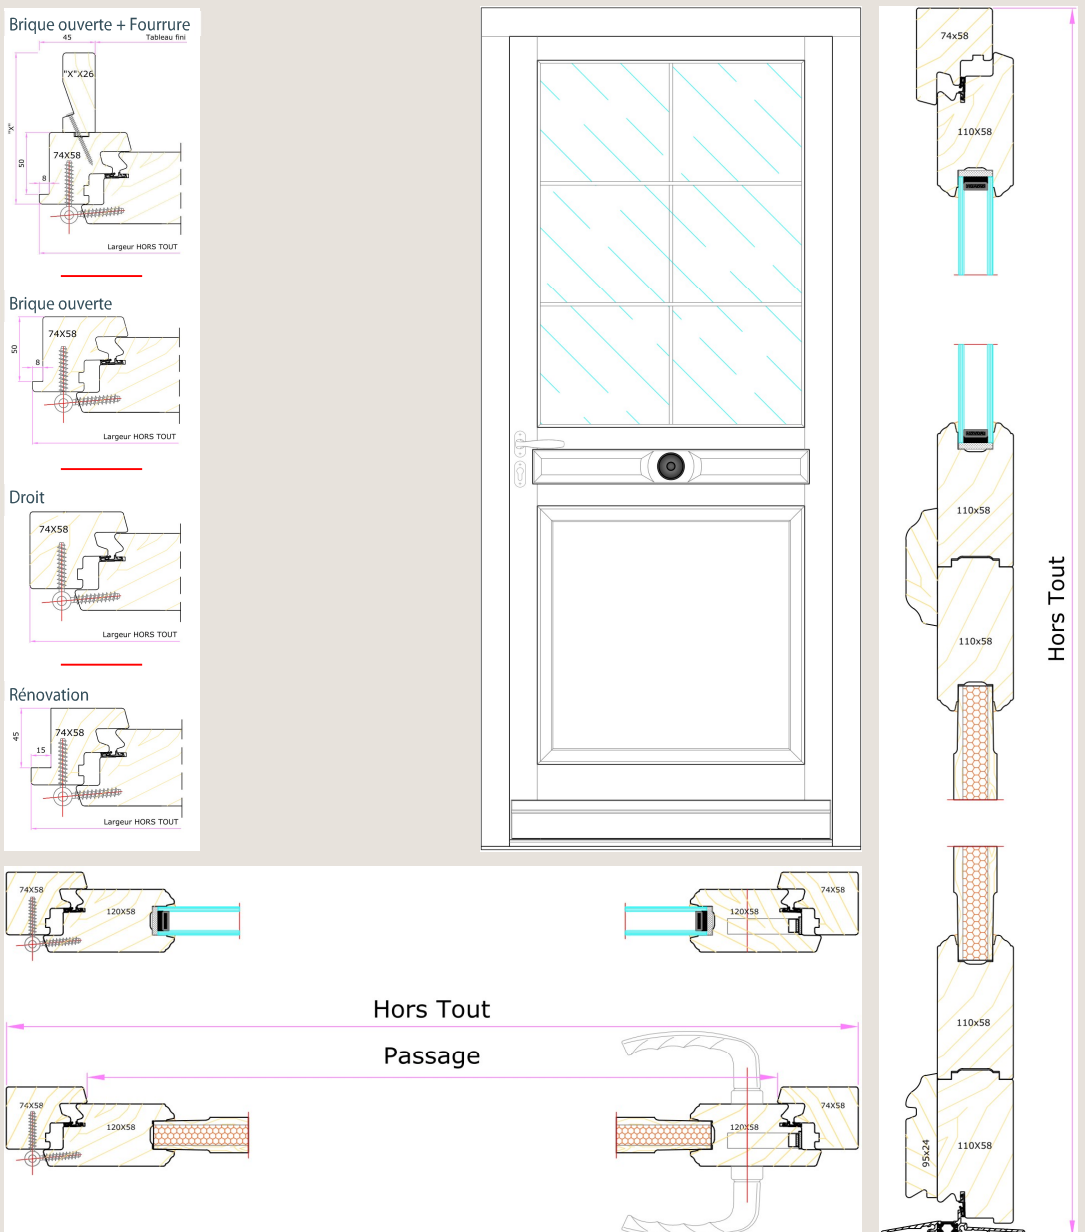 Brique ouverte + Fourrure
45
Tableau fini
"X"X26
"X"
50
74X58
8
Largeur HORS TOUT
Brique ouverte
74X58
50
8
Largeur HORS TOUT
Droit
74X58
Largeur HORS TOUT
Rénovation
74X58
45
15
Largeur HORS TOUT
74x58
110X58
110x58
110x58
Hors Tout
110x58
95x24
110X58
74X58
120X58
120X58
74X58
Hors Tout
Passage
74X58
120X58
120X58
74X58